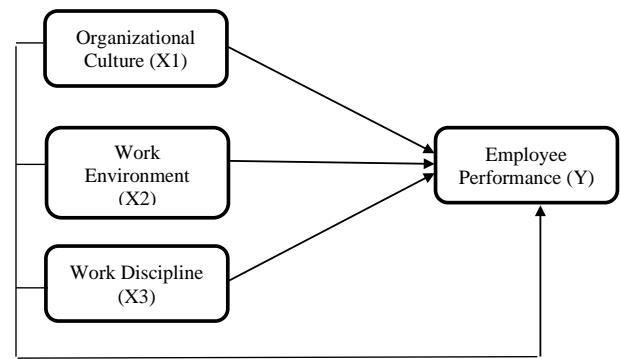 Organizational
Culture (X1)
Work
Environment
(X2)
Work Discipline
(X3)
Employee
Performance (Y)